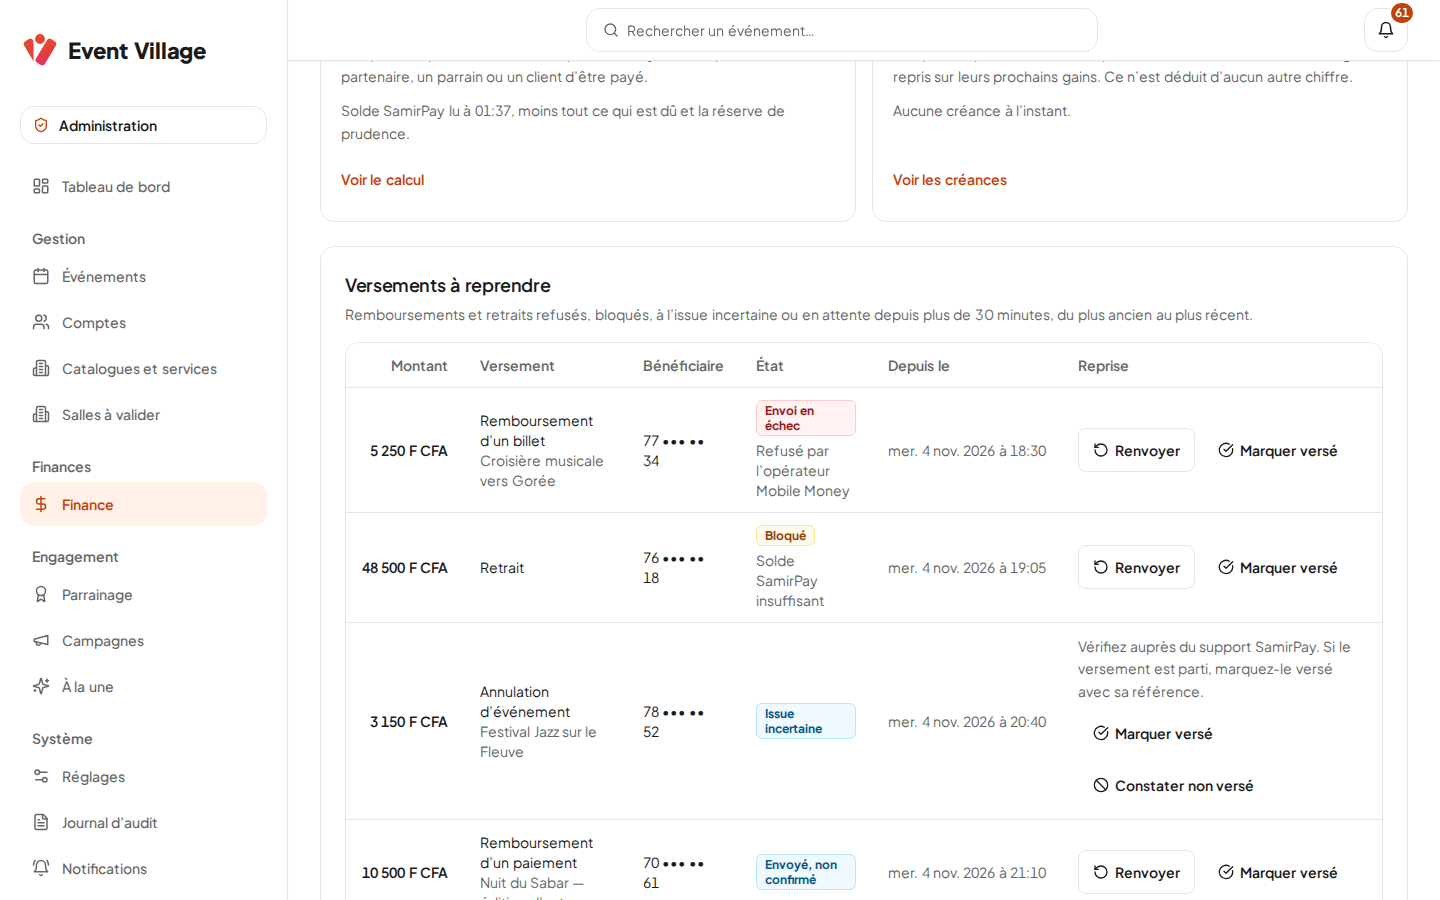 Event Village
Rechercher un événement…
61
Administration
Tableau de bord
Gestion
Événements
Comptes
Catalogues et services
Salles à valider
Finances
Finance
Engagement
Parrainage
Campagnes
À la une
Système
Réglages
Journal d'audit
Notifications
partenaire, un parrain ou un client d'être payé.
Solde SamirPay lu à 01:37, moins tout ce qui est dû et la réserve de
prudence.
Voir le calcul
repris sur leurs prochains gains. Ce n'est déduit d'aucun autre chiffre.
Aucune créance à l'instant.
Voir les créances
Versements à reprendre
Remboursements et retraits refusés, bloqués, à l'issue incertaine ou en attente depuis plus de 30 minutes, du plus ancien au plus récent.
Montant Versement Bénéficiaire État Depuis le Reprise
5 250 F CFA
Remboursement
d'un billet
Croisière musicale
vers Gorée
77 ••• ••
34
Envoi en
échec
Refusé par
l'opérateur
Mobile Money
mer. 4 nov. 2026 à 18:30
Renvoyer
Marquer versé
48 500 F CFA
Retrait
76 ••• ••
18
Bloqué
Solde
SamirPay
insuffisant
mer. 4 nov. 2026 à 19:05
Renvoyer
Marquer versé
3 150 F CFA
Annulation
d'événement
Festival Jazz sur le
Fleuve
78 ••• ••
52
Issue
incertaine
mer. 4 nov. 2026 à 20:40
Vérifiez auprès du support SamirPay. Si le
versement est parti, marquez-le versé
avec sa référence.
Marquer versé
Constater non versé
10 500 F CFA
Remboursement
d'un paiement
Nuit du Sabar —
70 ••• ••
61
Envoyé, non
confirmé
mer. 4 nov. 2026 à 21:10
Renvoyer
Marquer versé